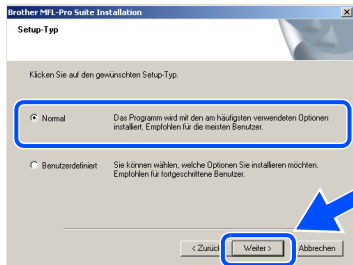 Brother MFL-Pro Suite Installation
Setup-Typ
Klicken Sie auf den gewünschten Setup-Typ.
Normal
Das Programm wird mit den am häufigsten verwendeten Optionen
installiert. Empfohlen für die meisten Benutzer.
Benutzerdefiniert
Sie können wählen, welche Optionen Sie installieren möchten.
Empfohlen für fortgeschrittene Benutzer.
< Zurück
Weiter >
Abbrechen